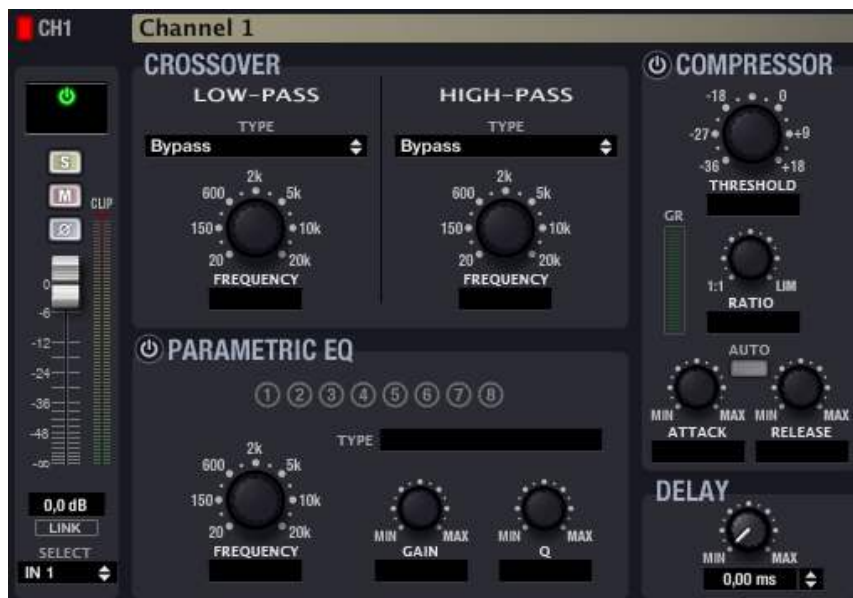 CH1
Channel 1
S
M
CLIP
0
-6
-12
-24
-36
-48
-∞
0,0 dB
LINK
SELECT
IN 1
CROSSOVER
LOW-PASS
TYPE
Bypass
2k
600 5k
150 10k
20 20k
FREQUENCY
HIGH-PASS
TYPE
Bypass
2k
600 5k
150 10k
20 20k
FREQUENCY
PARAMETRIC EQ
1 2 3 4 5 6 7 8
TYPE
2k
600 5k
150 10k
20 20k
FREQUENCY
MIN MAX
GAIN
MIN MAX
Q
COMPRESSOR
-18 0
-27 +9
-36 +18
THRESHOLD
GR
1:1 LIM
RATIO
AUTO
MIN MAX
ATTACK
MIN MAX
RELEASE
DELAY
MIN MAX
0,00 ms